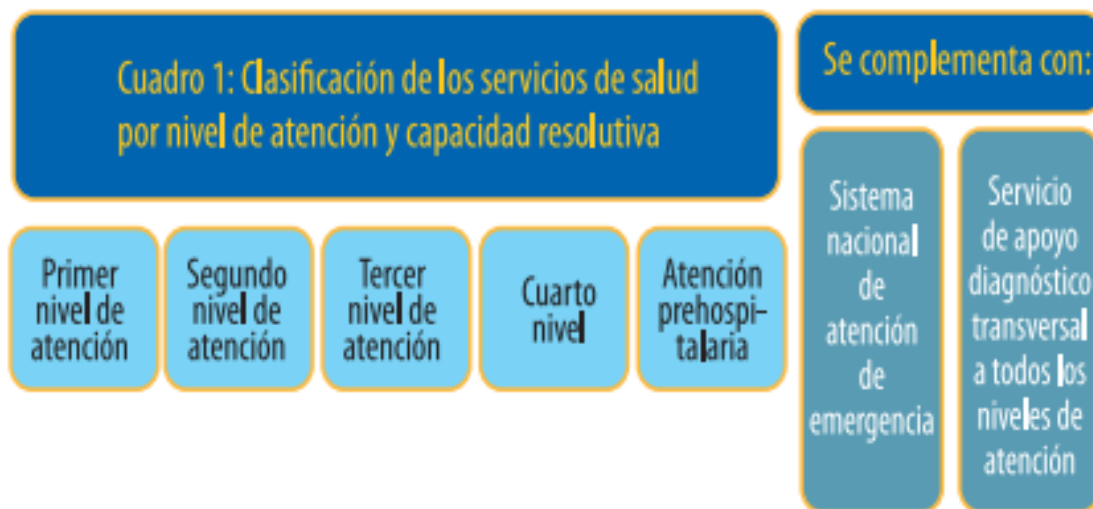 Cuadro 1: Clasificación de los servicios de salud
por nivel de atención y capacidad resolutiva
Se complementa con:
Primer
nivel de
atención
Segundo
nivel de
atención
Tercer
nivel de
atención
Cuarto
nivel
Atención
prehospi-
talaria
Sistema
nacional
de
atención
de
emergencia
Servicio
de apoyo
diagnóstico
transversal
a todos los
niveles de
atención